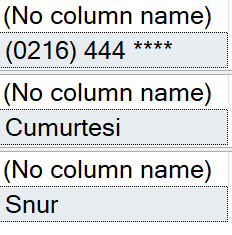 (No column name)
(0216) 444 ****
(No column name)
Cumurtesi
(No column name)
Snur